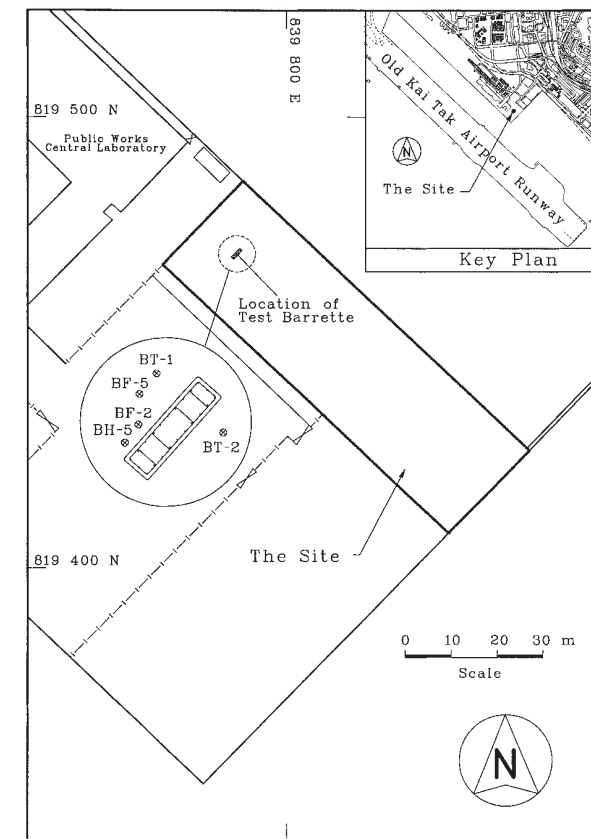 839 800 E
819 500 N
Public Works
Central Laboratory
Old Kai Tak Airport Runway
N
The Site
Key Plan
Location of
Test Barrette
BT-1
BF-5
BF-2
BH-5
BT-2
The Site
819 400 N
0 10 20 30 m
Scale
N